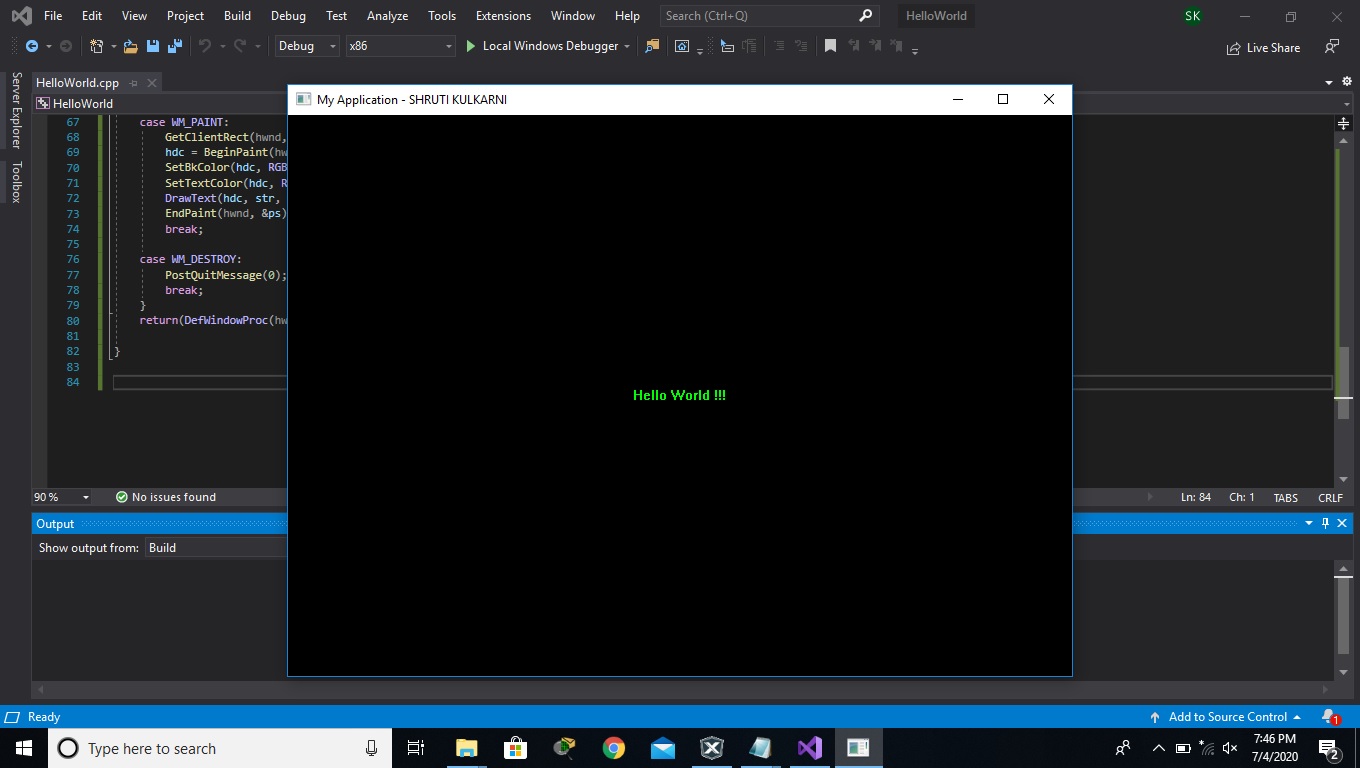 File Edit View Project Build Debug Test Analyze Tools Extensions Window Help Search (Ctrl+Q) HelloWorld SK
Debug x86 Local Windows Debugger Live Share
Server Explorer
Toolbox
HelloWorld.cpp
HelloWorld
My Application - SHRUTI KULKARNI
67 case WM_PAINT:
68 GetClientRect(hwnd,
69 hdc = BeginPaint(hw
70 SetBkColor(hdc, RGB
71 SetTextColor(hdc, R
72 DrawText(hdc, str,
73 EndPaint(hwnd, &ps)
74 break;
75
76 case WM_DESTROY:
77 PostQuitMessage(0);
78 break;
79 }
80 return(DefWindowProc(hw
81
82 }
83
84
Hello World !!!
90 % No issues found Ln: 84 Ch: 1 TABS CRLF
Output
Show output from: Build
Ready Add to Source Control 1
Type here to search
7:46 PM
7/4/2020
2